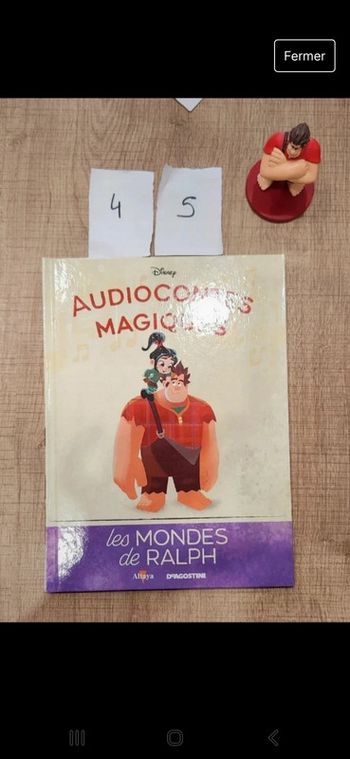 Fermer
4
5
Disney
AUDIOCONTES
MAGIQUES
les MONDES
de RALPH
Altaya
DEAGOSTINI